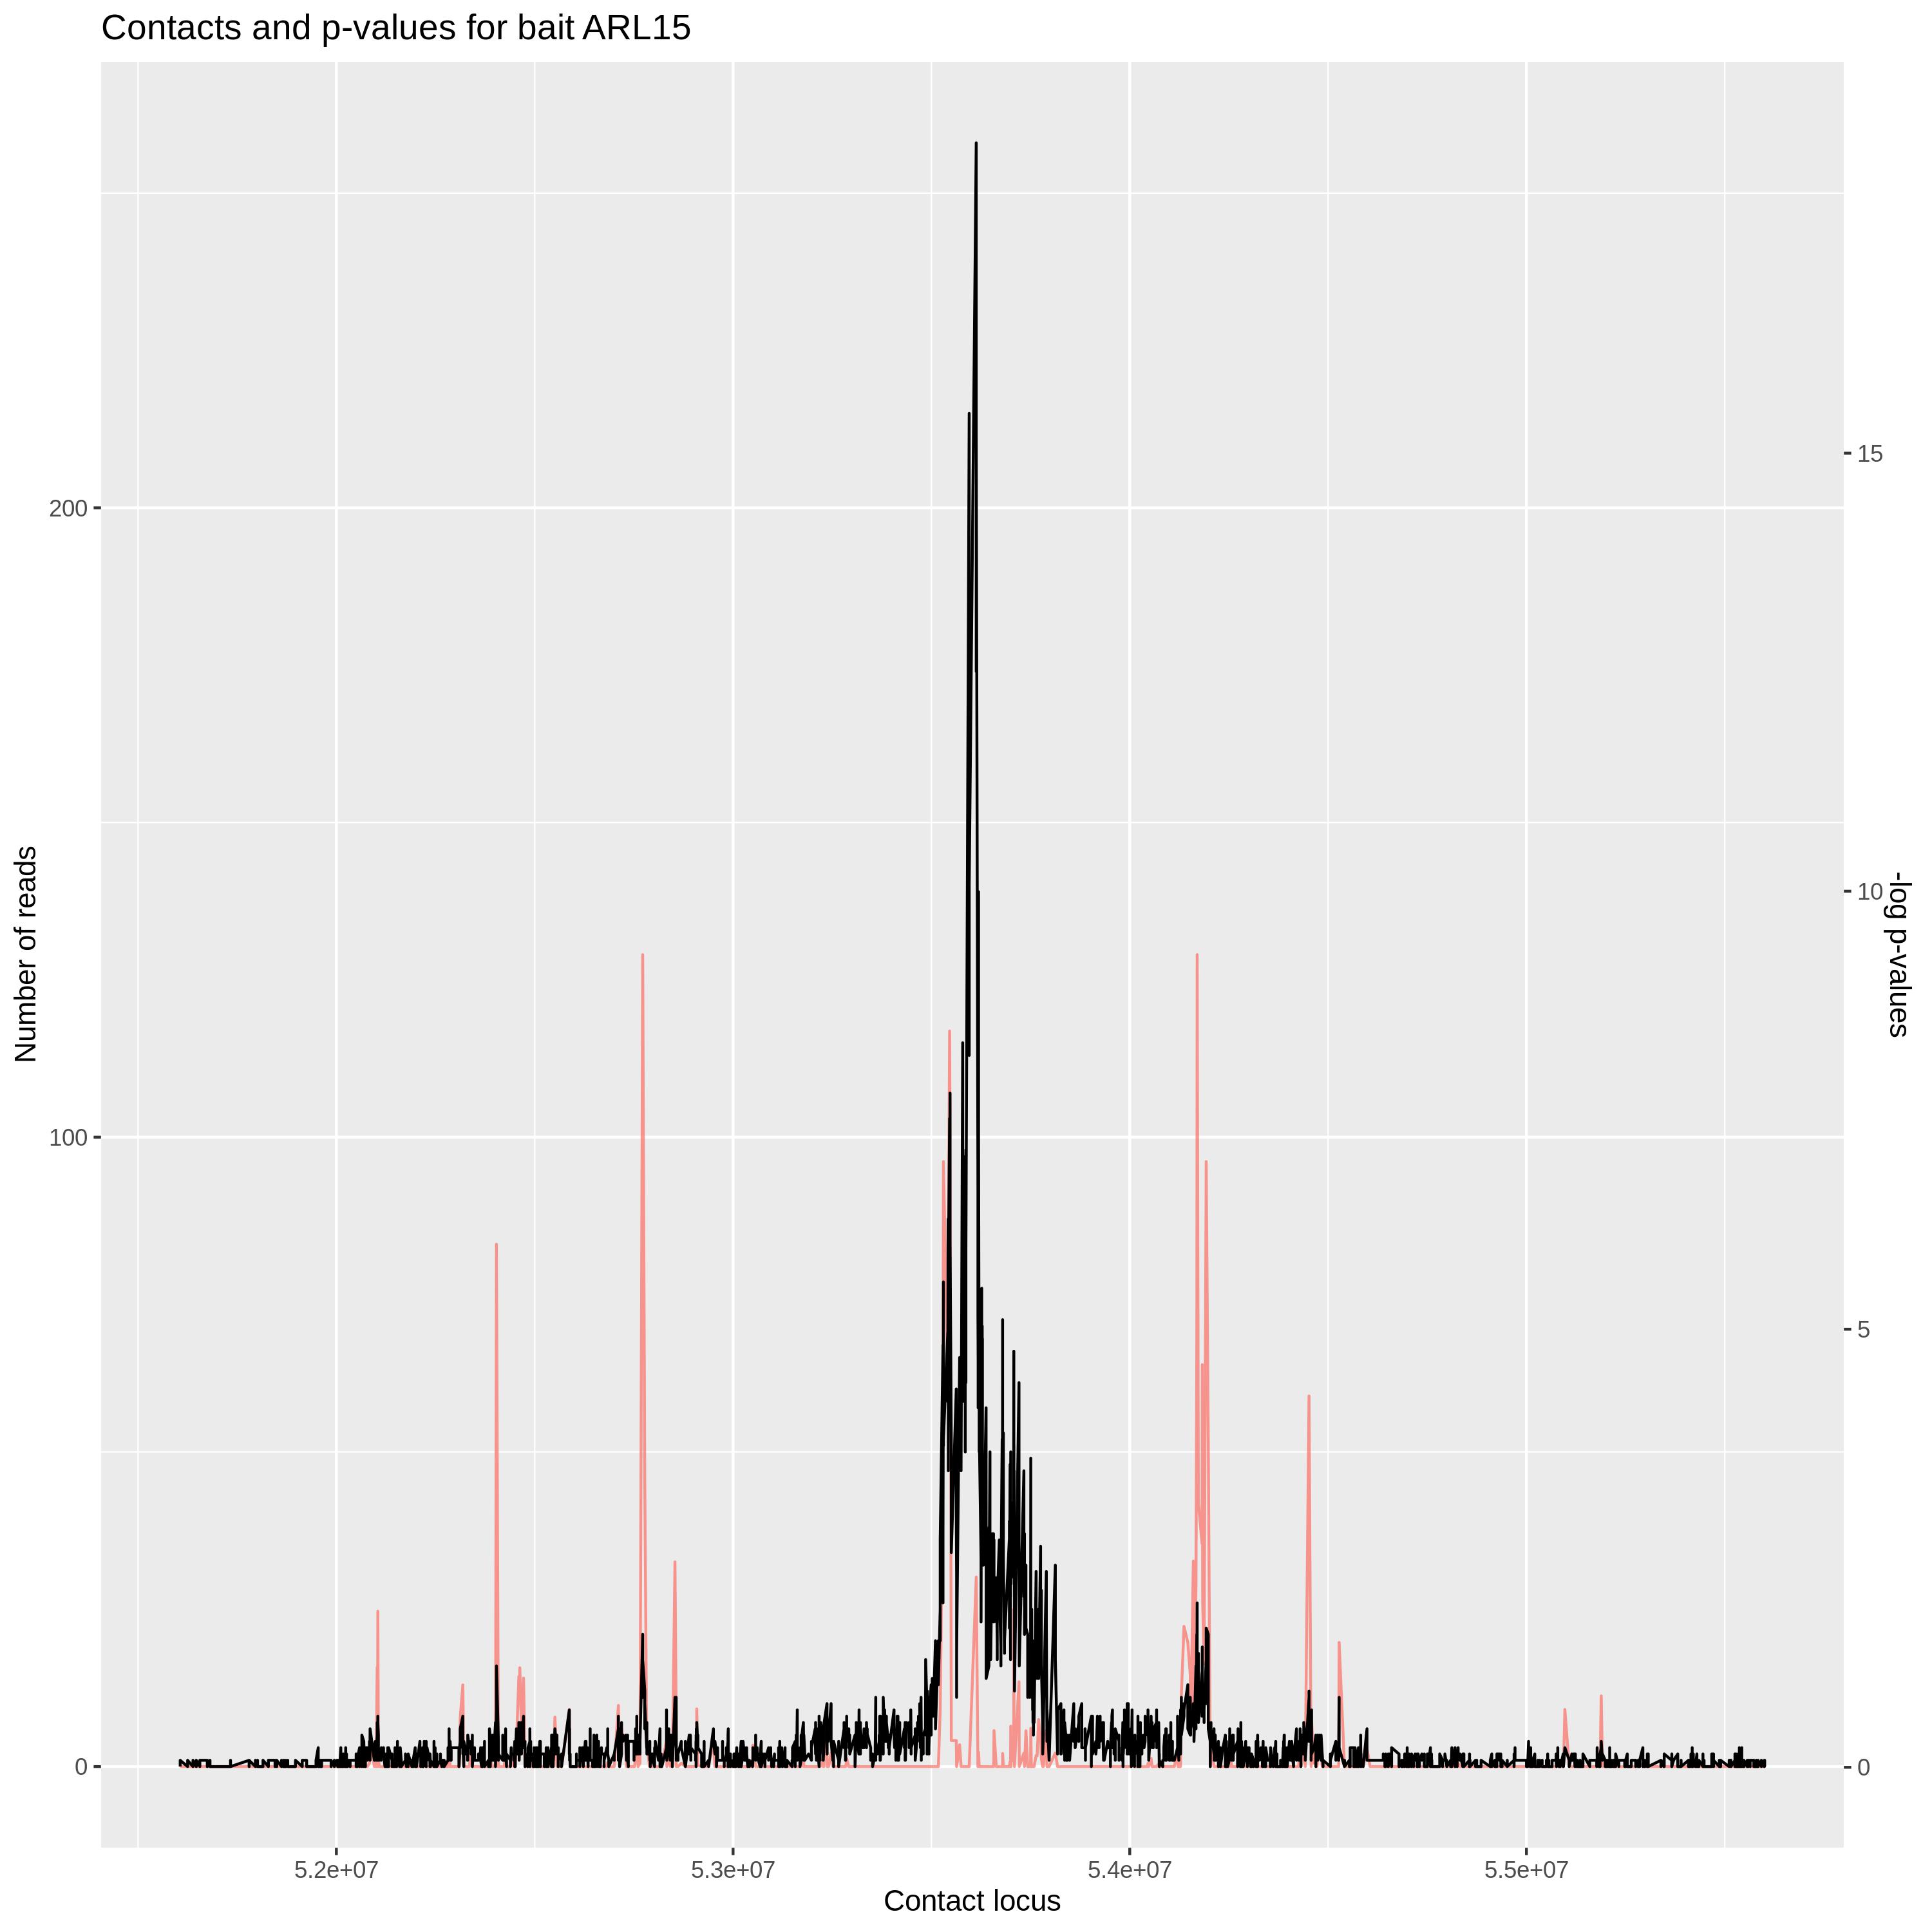 Contacts and p-values for bait ARL15
200
100
0
Number of reads
15
10
5
0
-log p-values
5.2e+07 5.3e+07 5.4e+07 5.5e+07
Contact locus